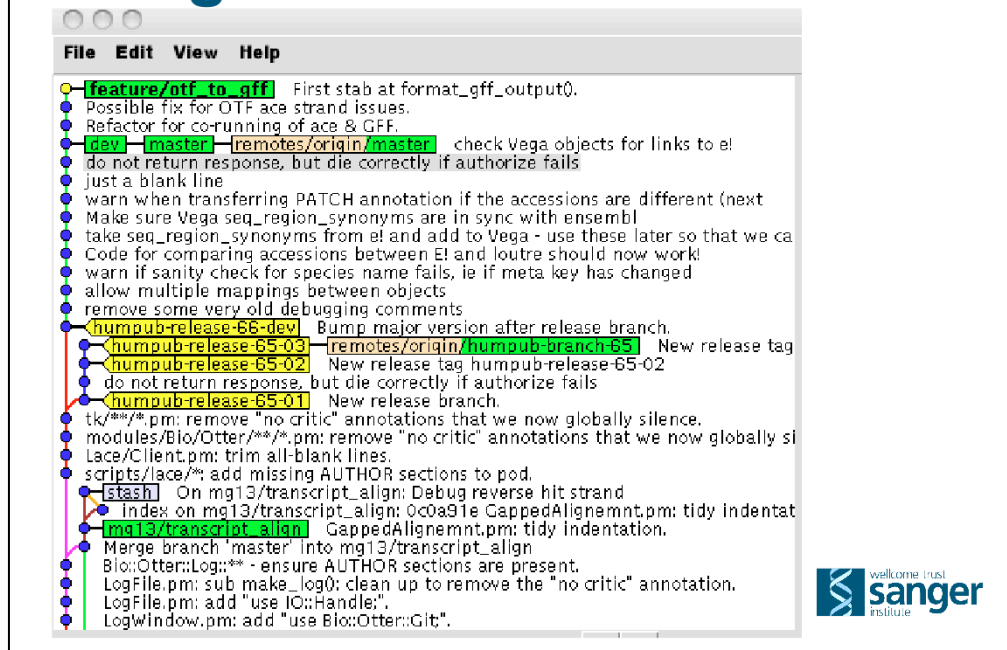 File Edit View Help
feature/otf_to_gff First stab at format_gff_output().
Possible fix for OTF ace strand issues.
Refactor for co-running of ace & GFF.
dev master remotes/origin/master check Vega objects for links to e!
do not return response, but die correctly if authorize fails
just a blank line
warn when transferring PATCH annotation if the accessions are different (next
Make sure Vega seq_region_synonyms are in sync with ensembl
take seq_region_synonyms from e! and add to Vega - use these later so that we ca
Code for comparing accessions between E! and loutre should now work!
warn if sanity check for species name fails, ie if meta key has changed
allow multiple mappings between objects
remove some very old debugging comments
humpub-release-66-dev Bump major version after release branch.
humpub-release-65-03 remotes/origin/humpub-branch-65 New release tag
humpub-release-65-02 New release tag humpub-release-65-02
do not return response, but die correctly if authorize fails
humpub-release-65-01 New release branch.
tk/**/*.pm: remove "no critic" annotations that we now globally silence.
modules/Bio/Otter/**/*.pm: remove "no critic" annotations that we now globally si
Lace/Client.pm: trim all-blank lines.
scripts/lace/*: add missing AUTHOR sections to pod.
stash On mg13/transcript_align: Debug reverse hit strand
index on mg13/transcript_align: 0c0a91e GappedAlignemnt.pm: tidy indentat
mg13/transcript_align GappedAlignemnt.pm: tidy indentation.
Merge branch 'master' into mg13/transcript_align
Bio::Otter::Log::** - ensure AUTHOR sections are present.
LogFile.pm: sub make_log(): clean up to remove the "no critic" annotation.
LogFile.pm: add "use IO::Handle;".
LogWindow.pm: add "use Bio::Otter::Git;".
wellcome trust
sanger
institute